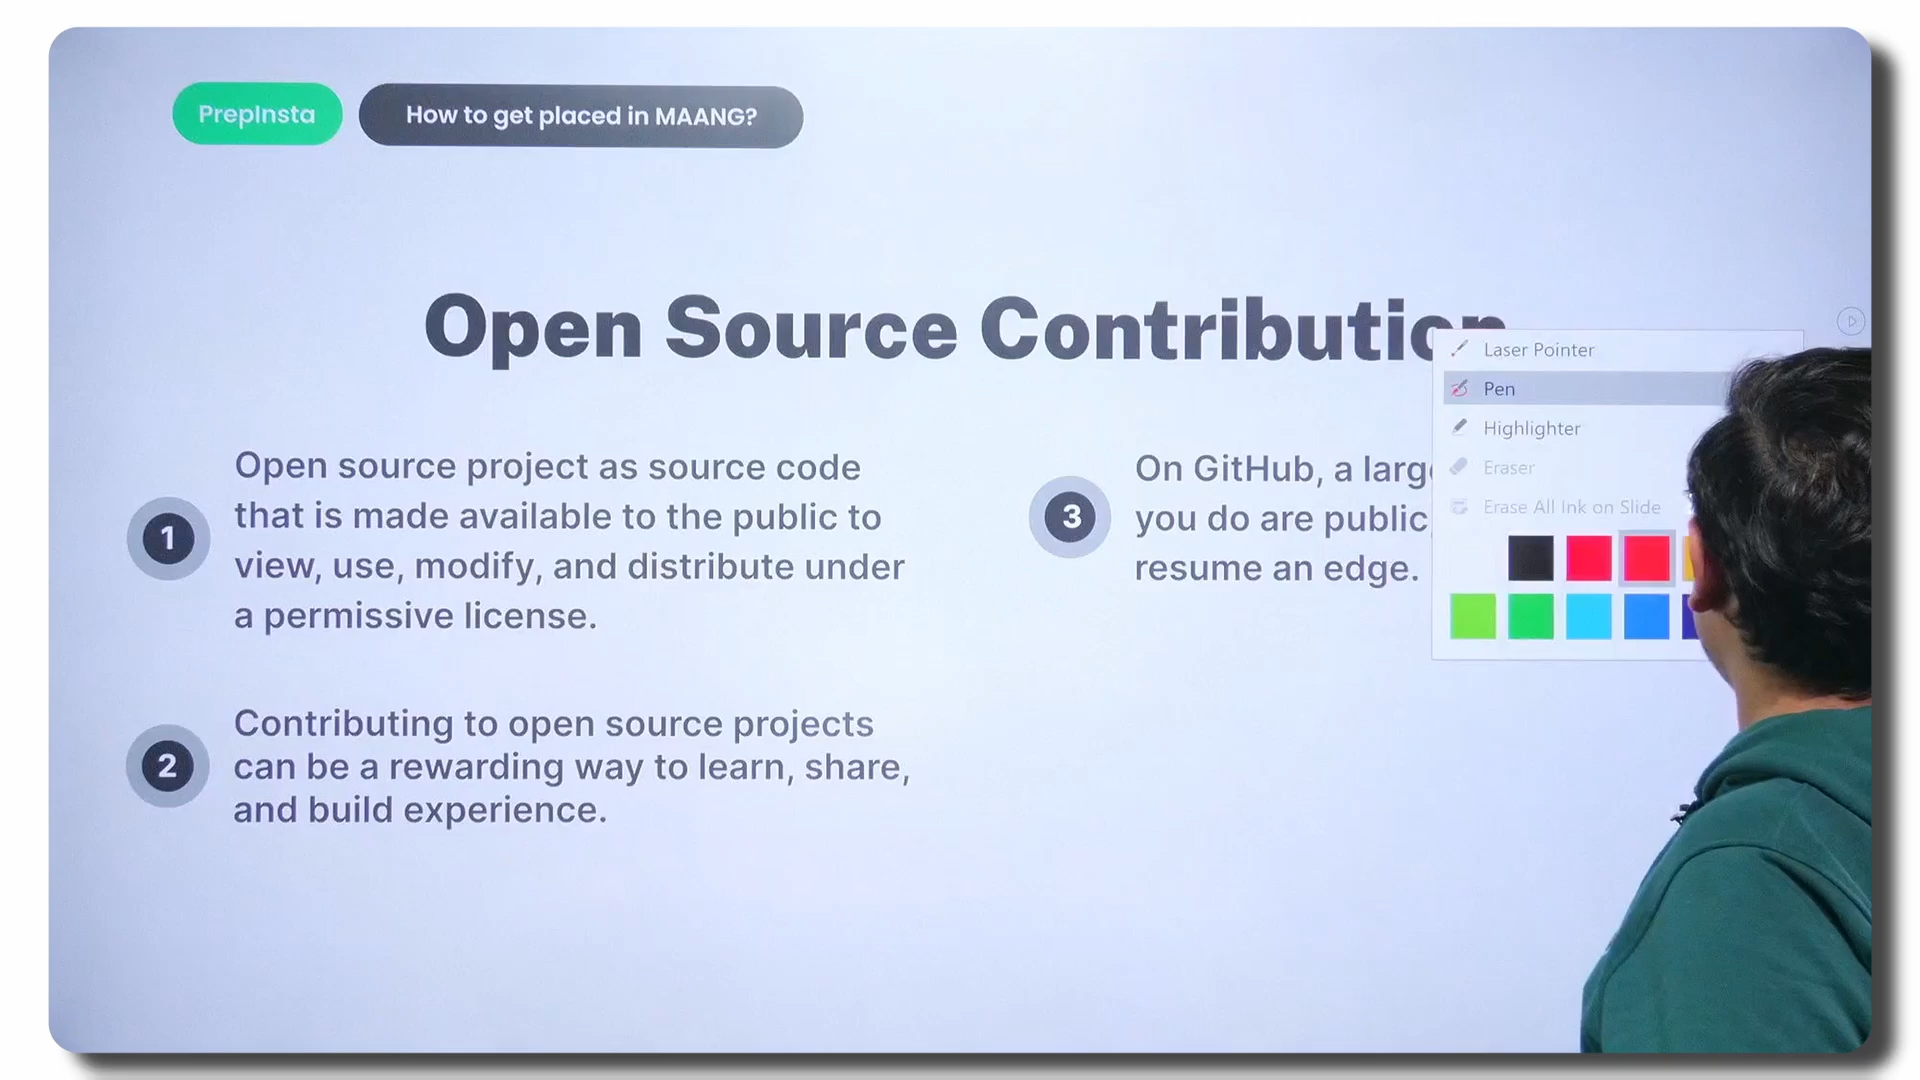 PrepInsta
How to get placed in MAANG?
Open Source Contribution
1
Open source project as source code
that is made available to the public to
view, use, modify, and distribute under
a permissive license.
2
Contributing to open source projects
can be a rewarding way to learn, share,
and build experience.
3
On GitHub, a
you do are public
resume an edge.
Laser Pointer
Pen
Highlighter
Eraser
Erase All Ink on Slide